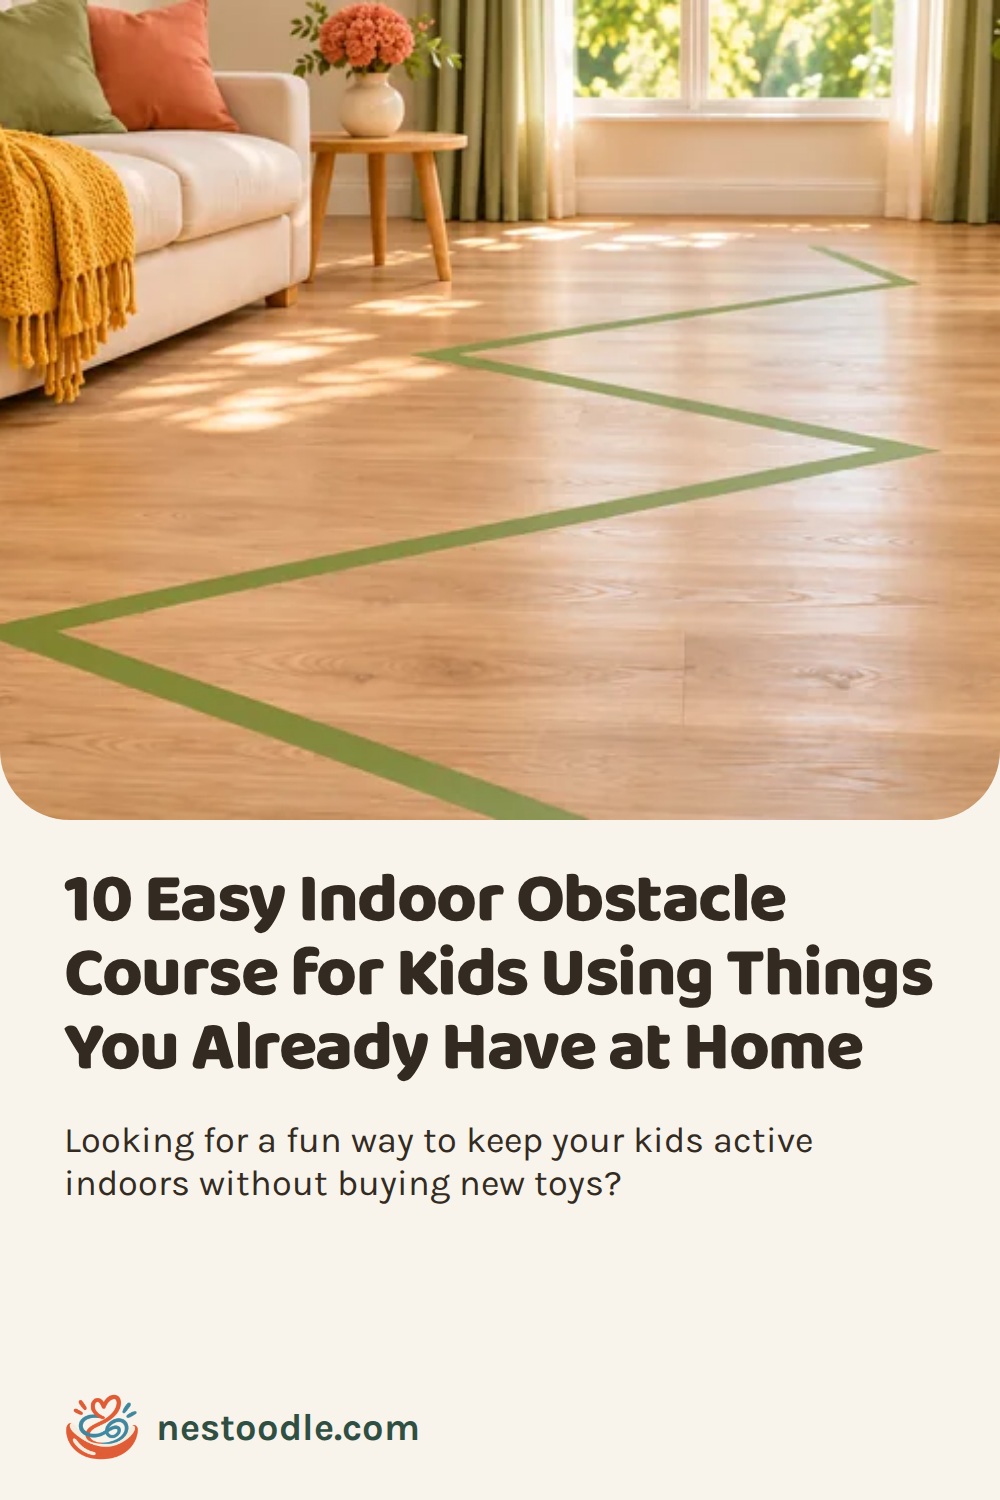 10 Easy Indoor Obstacle
Course for Kids Using Things
You Already Have at Home
Looking for a fun way to keep your kids active
indoors without buying new toys?
nestoodle.com